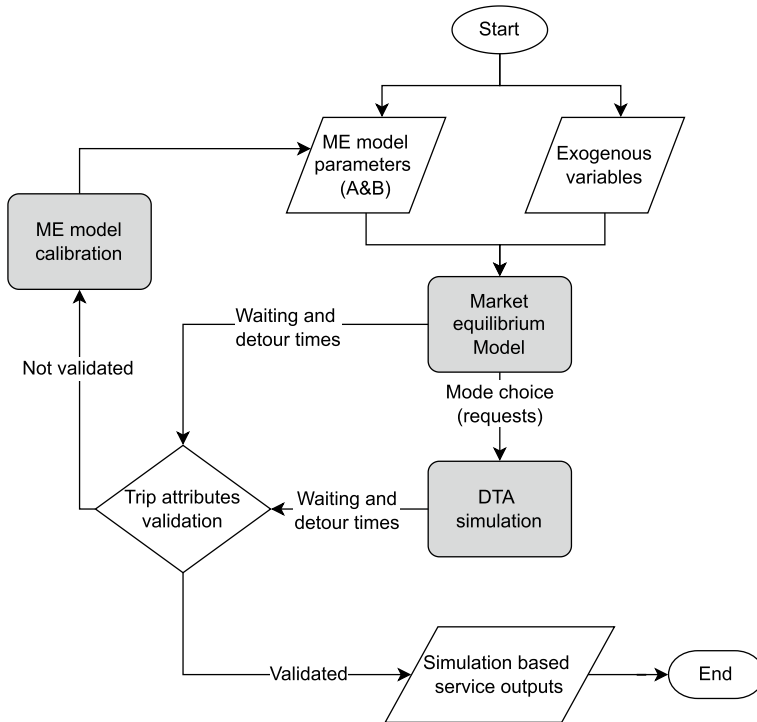 Start
ME model
parameters
(A&B)
Exogenous
variables
ME model
calibration
Market
equilibrium
Model
Waiting and
detour times
Not validated
Mode choice
(requests)
Trip attributes
validation
Waiting and
detour times
DTA
simulation
Validated
Simulation based
service outputs
End